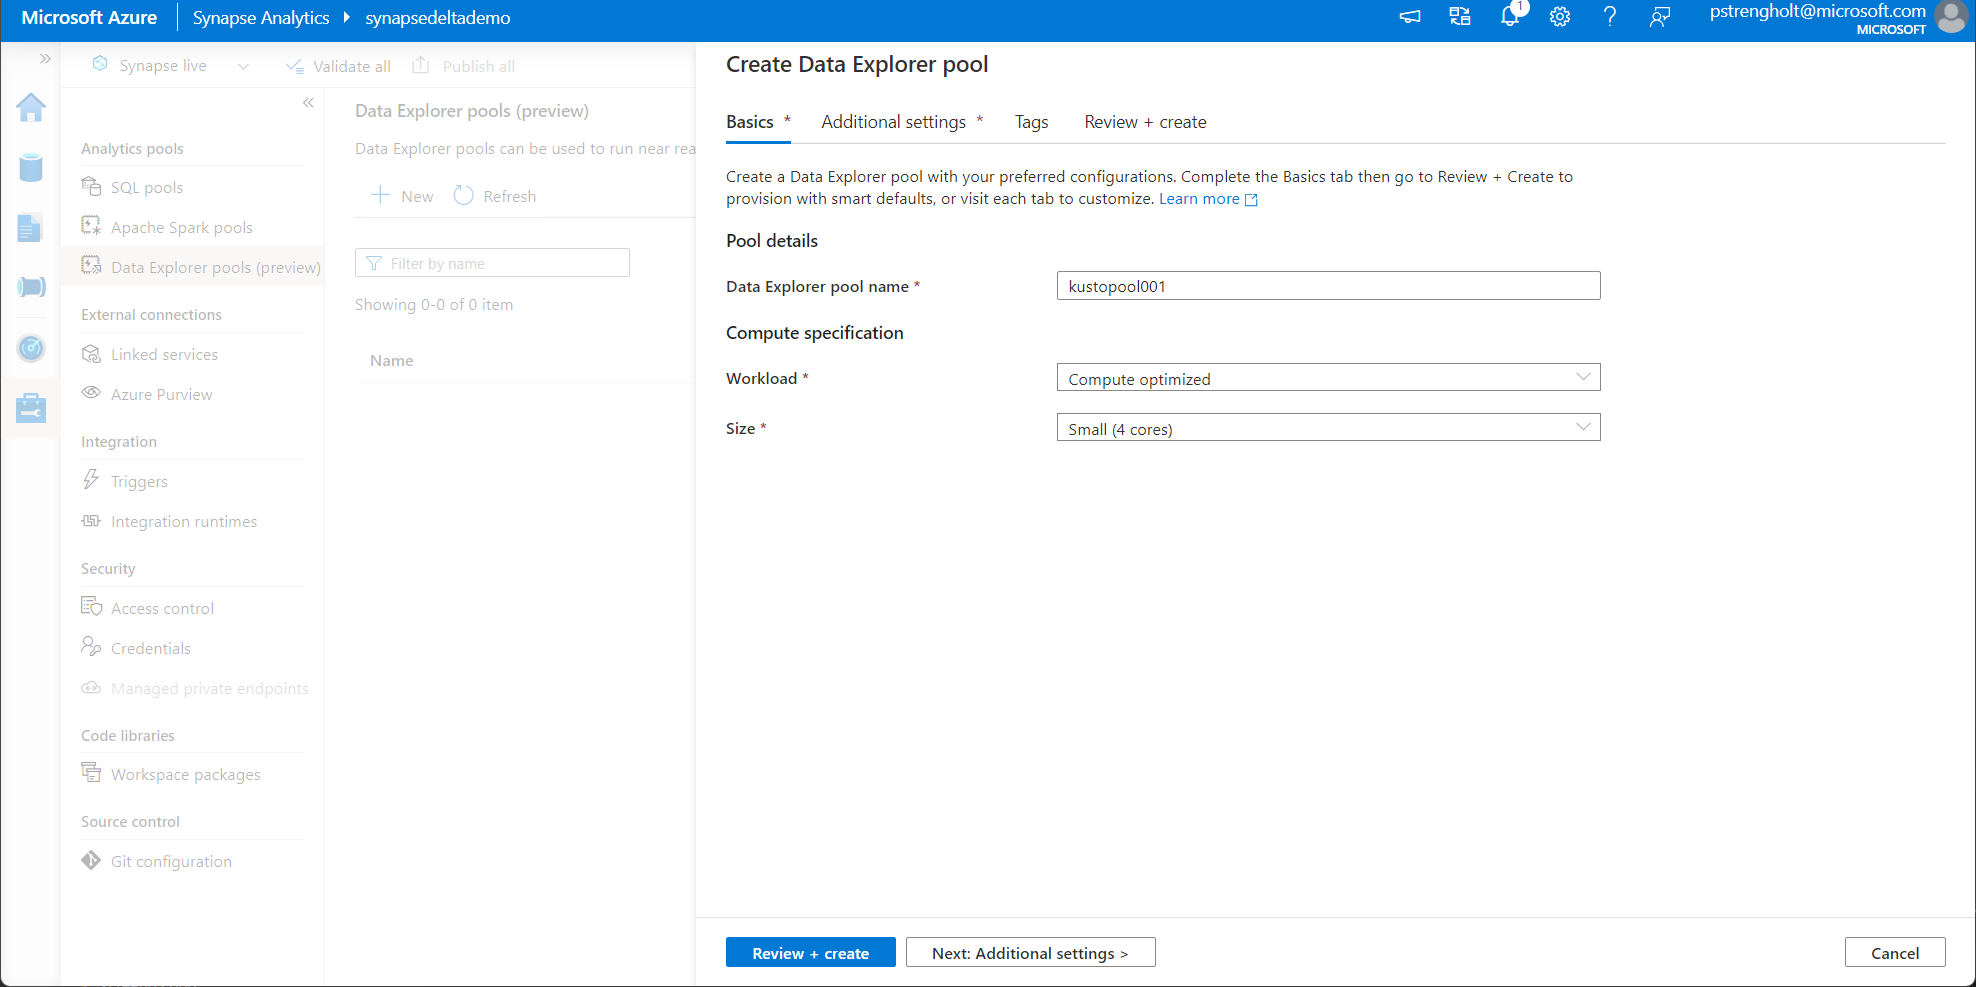 Microsoft Azure
Synapse Analytics
synapsedeltademo
1
pstrengholt@microsoft.com
MICROSOFT
Synapse live
Validate all
Publish all
Analytics pools
SQL pools
Apache Spark pools
Data Explorer pools (preview)
External connections
Linked services
Azure Purview
Integration
Triggers
Integration runtimes
Security
Access control
Credentials
Managed private endpoints
Code libraries
Workspace packages
Source control
Git configuration
Data Explorer pools (preview)
Data Explorer pools can be used to run near rea
New
Refresh
Filter by name
Showing 0-0 of 0 item
Name
Create Data Explorer pool
Basics *
Additional settings *
Tags
Review + create
Create a Data Explorer pool with your preferred configurations. Complete the Basics tab then go to Review + Create to
provision with smart defaults, or visit each tab to customize. Learn more
Pool details
Data Explorer pool name *
kustopool001
Compute specification
Workload *
Compute optimized
Size *
Small (4 cores)
Review + create
Next: Additional settings >
Cancel